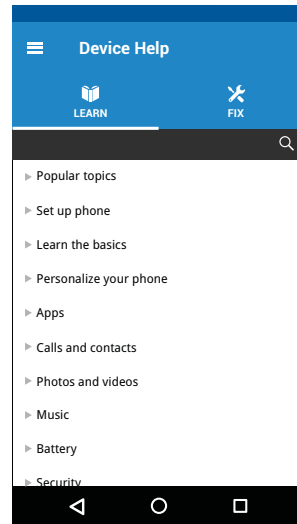 Device Help
LEARN
FIX
Popular topics
Set up phone
Learn the basics
Personalize your phone
Apps
Calls and contacts
Photos and videos
Music
Battery
Security